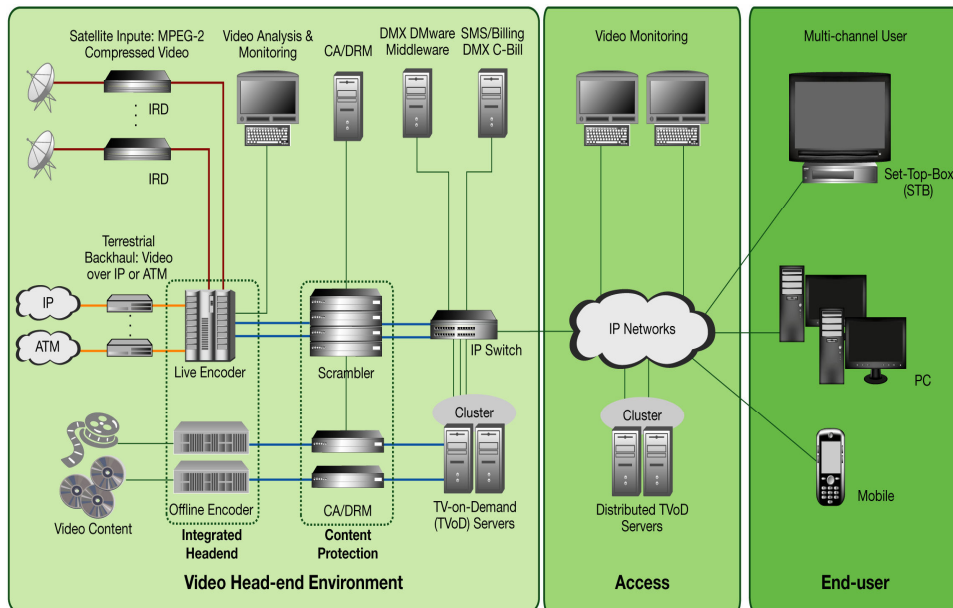 Satellite Inpute: MPEG-2
Compressed Video
IRD
IRD
Video Analysis &
Monitoring
CA/DRM
DMX DMware
Middleware
SMS/Billing
DMX C-Bill
Terrestrial
Backhaul: Video
over IP or ATM
IP
ATM
Live Encoder
Scrambler
IP Switch
Cluster
Video Content
Offline Encoder
CA/DRM
TV-on-Demand
(TVoD) Servers
Integrated
Headend
Content
Protection
Video Head-end Environment
Video Monitoring
IP Networks
Cluster
Distributed TVoD
Servers
Access
Multi-channel User
Set-Top-Box
(STB)
PC
Mobile
End-user